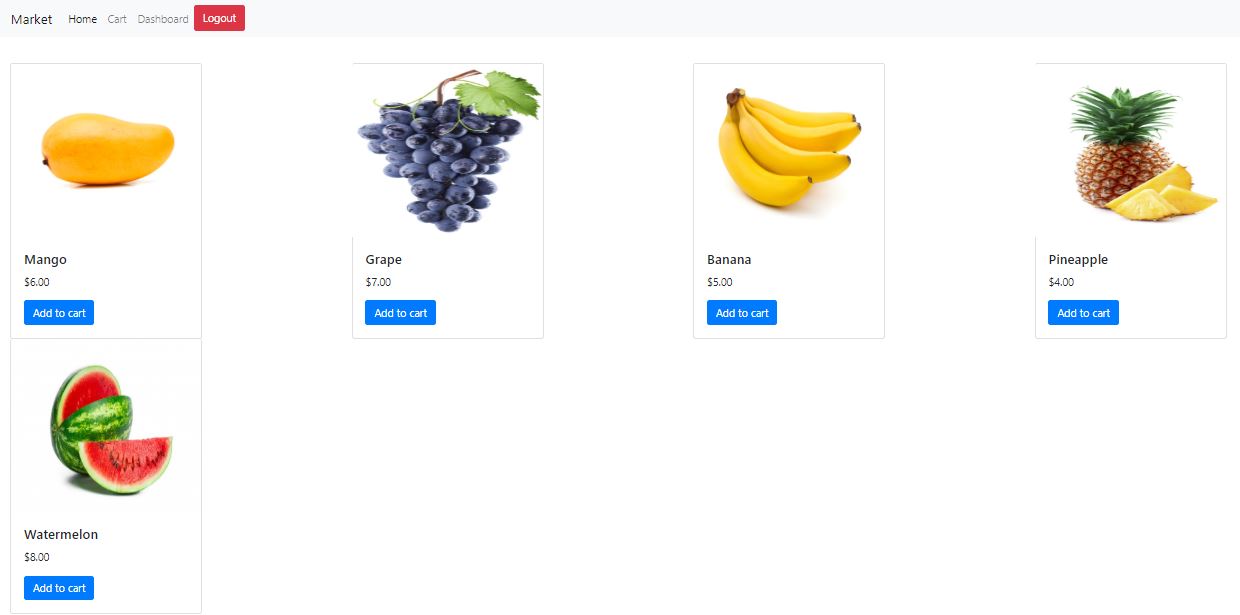 Market Home Cart Dashboard Logout
Mango
$6.00
Add to cart
Grape
$7.00
Add to cart
Banana
$5.00
Add to cart
Pineapple
$4.00
Add to cart
Watermelon
$8.00
Add to cart